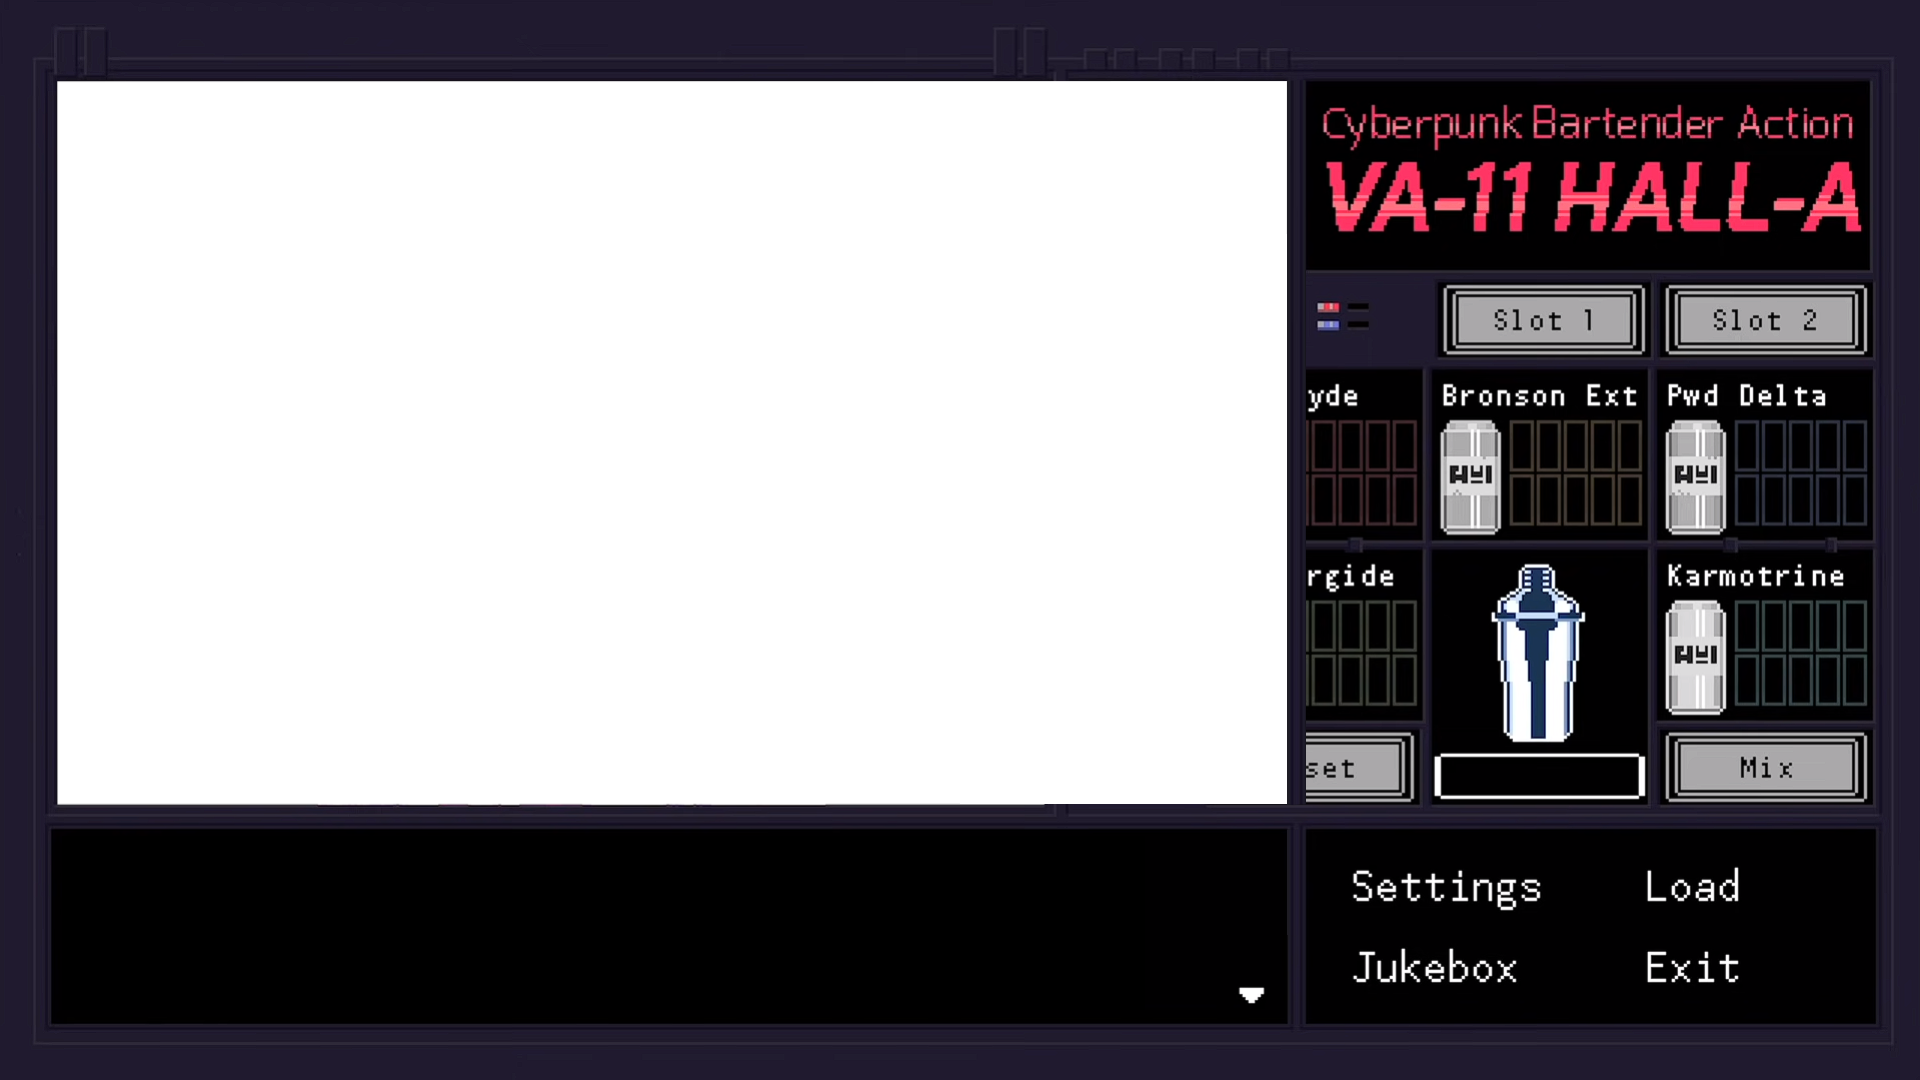 Cyberpunk Bartender Action
VA-11 HALL-A
Slot 1 Slot 2
yde Bronson Ext Pwd Delta
rgide Karmotrine
set Mix
Settings Load
Jukebox Exit